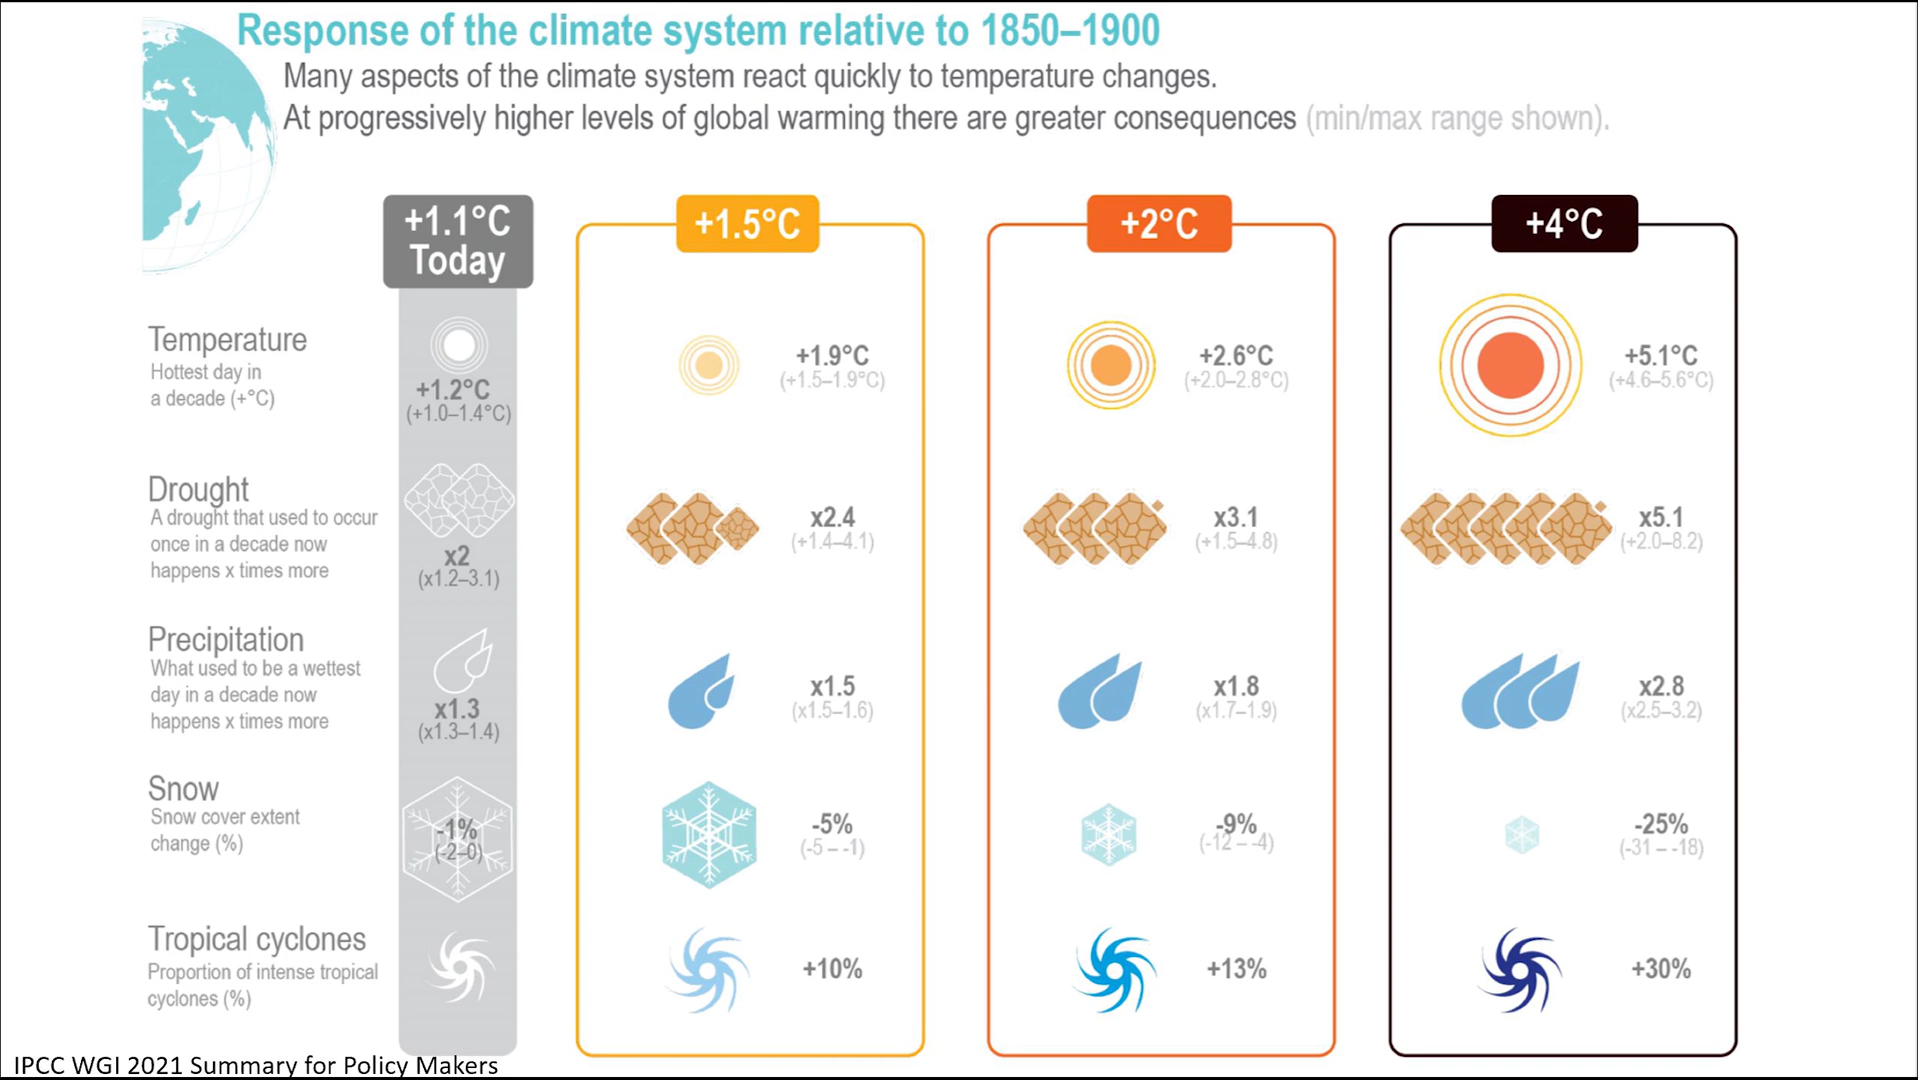 Response of the climate system relative to 1850–1900
Many aspects of the climate system react quickly to temperature changes.
At progressively higher levels of global warming there are greater consequences (min/max range shown).
+1.1°C
Today
+1.5°C
+2°C
+4°C
Temperature
Hottest day in
a decade (+°C)
+1.2°C
(+1.0–1.4°C)
+1.9°C
(+1.5–1.9°C)
+2.6°C
(+2.0–2.8°C)
+5.1°C
(+4.6–5.6°C)
Drought
A drought that used to occur
once in a decade now
happens x times more
x2
(x1.2–3.1)
x2.4
(+1.4–4.1)
x3.1
(+1.5–4.8)
x5.1
(+2.0–8.2)
Precipitation
What used to be a wettest
day in a decade now
happens x times more
x1.3
(x1.3–1.4)
x1.5
(x1.5–1.6)
x1.8
(x1.7–1.9)
x2.8
(x2.5–3.2)
Snow
Snow cover extent
change (%)
-1%
(-2–0)
-5%
(-5 – -1)
-9%
(-12 – -4)
-25%
(-31 – -18)
Tropical cyclones
Proportion of intense tropical
cyclones (%)
+10%
+13%
+30%
IPCC WGI 2021 Summary for Policy Makers